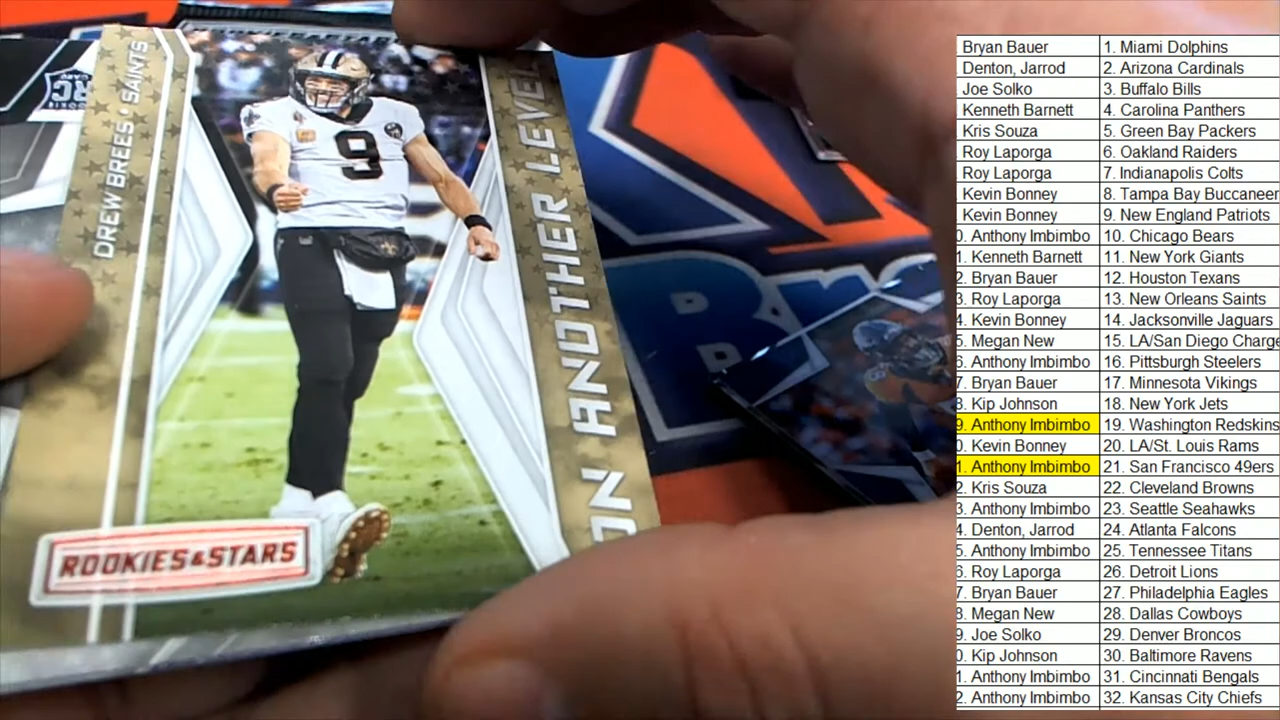 RC
DREW BREES • SAINTS
9
ON ANOTHER LEVEL
ROOKIES & STARS
Bryan Bauer 1. Miami Dolphins
Denton, Jarrod 2. Arizona Cardinals
Joe Solko 3. Buffalo Bills
Kenneth Barnett 4. Carolina Panthers
Kris Souza 5. Green Bay Packers
Roy Laporga 6. Oakland Raiders
Roy Laporga 7. Indianapolis Colts
Kevin Bonney 8. Tampa Bay Buccaneer
Kevin Bonney 9. New England Patriots
0. Anthony Imbimbo 10. Chicago Bears
1. Kenneth Barnett 11. New York Giants
2. Bryan Bauer 12. Houston Texans
3. Roy Laporga 13. New Orleans Saints
4. Kevin Bonney 14. Jacksonville Jaguars
5. Megan New 15. LA/San Diego Charge
6. Anthony Imbimbo 16. Pittsburgh Steelers
7. Bryan Bauer 17. Minnesota Vikings
8. Kip Johnson 18. New York Jets
9. Anthony Imbimbo 19. Washington Redskins
0. Kevin Bonney 20. LA/St. Louis Rams
1. Anthony Imbimbo 21. San Francisco 49ers
2. Kris Souza 22. Cleveland Browns
3. Anthony Imbimbo 23. Seattle Seahawks
4. Denton, Jarrod 24. Atlanta Falcons
5. Anthony Imbimbo 25. Tennessee Titans
6. Roy Laporga 26. Detroit Lions
7. Bryan Bauer 27. Philadelphia Eagles
8. Megan New 28. Dallas Cowboys
9. Joe Solko 29. Denver Broncos
0. Kip Johnson 30. Baltimore Ravens
1. Anthony Imbimbo 31. Cincinnati Bengals
2. Anthony Imbimbo 32. Kansas City Chiefs